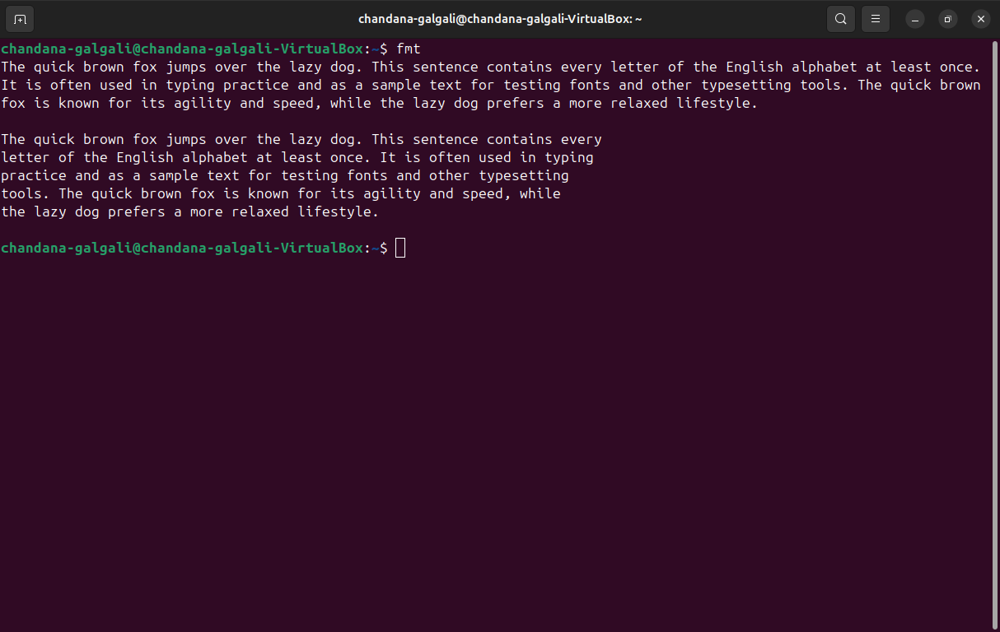 chandana-galgali@chandana-galgali-VirtualBox: ~
chandana-galgali@chandana-galgali-VirtualBox:~$ fmt
The quick brown fox jumps over the lazy dog. This sentence contains every letter of the English alphabet at least once.
It is often used in typing practice and as a sample text for testing fonts and other typesetting tools. The quick brown
fox is known for its agility and speed, while the lazy dog prefers a more relaxed lifestyle.
The quick brown fox jumps over the lazy dog. This sentence contains every
letter of the English alphabet at least once. It is often used in typing
practice and as a sample text for testing fonts and other typesetting
tools. The quick brown fox is known for its agility and speed, while
the lazy dog prefers a more relaxed lifestyle.
chandana-galgali@chandana-galgali-VirtualBox:~$